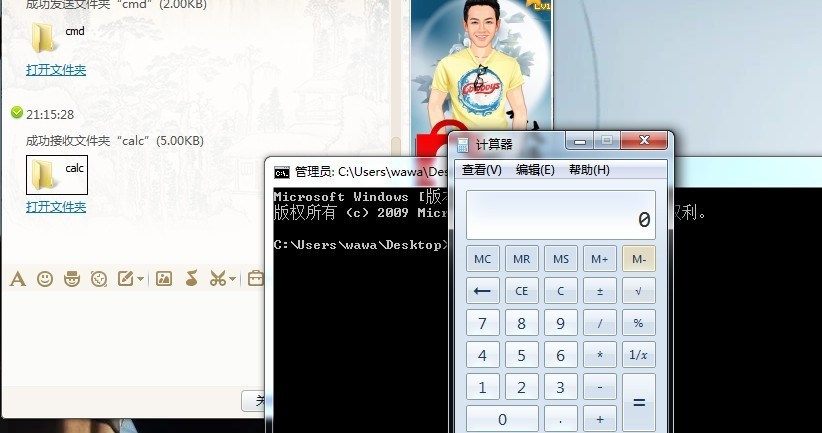 成功发送文件夹“cmd”(2.00KB)
cmd
打开文件夹
21:15:28
成功接收文件夹“calc”(5.00KB)
calc
打开文件夹
LV1
Cowboys
计算器
查看(V) 编辑(E) 帮助(H)
0
MC MR MS M+ M-
← CE C ± √
7 8 9 / %
4 5 6 * 1/x
1 2 3 - =
0 . +
管理员: C:\Users\wawa\Des
Microsoft Windows [版
版权所有 (c) 2009 Micr
权利。
C:\Users\wawa\Desktop>
关